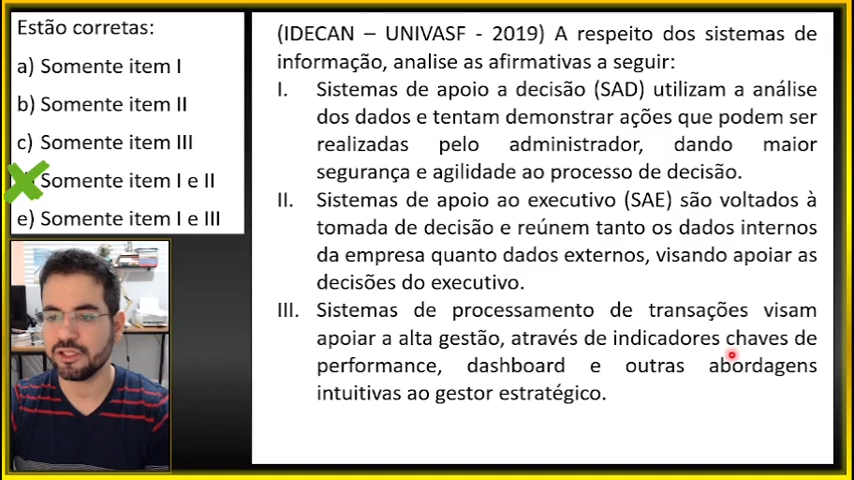 Estão corretas:
a) Somente item I
b) Somente item II
c) Somente item III
Somente item I e II
e) Somente item I e III
(IDECAN – UNIVASF - 2019) A respeito dos sistemas de
informação, analise as afirmativas a seguir:
I. Sistemas de apoio a decisão (SAD) utilizam a análise
dos dados e tentam demonstrar ações que podem ser
realizadas pelo administrador, dando maior
segurança e agilidade ao processo de decisão.
II. Sistemas de apoio ao executivo (SAE) são voltados à
tomada de decisão e reúnem tanto os dados internos
da empresa quanto dados externos, visando apoiar as
decisões do executivo.
III. Sistemas de processamento de transações visam
apoiar a alta gestão, através de indicadores chaves de
performance, dashboard e outras abordagens
intuitivas ao gestor estratégico.